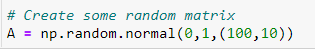 # Create some random matrix
A = np.random.normal(0,1,(100,10))